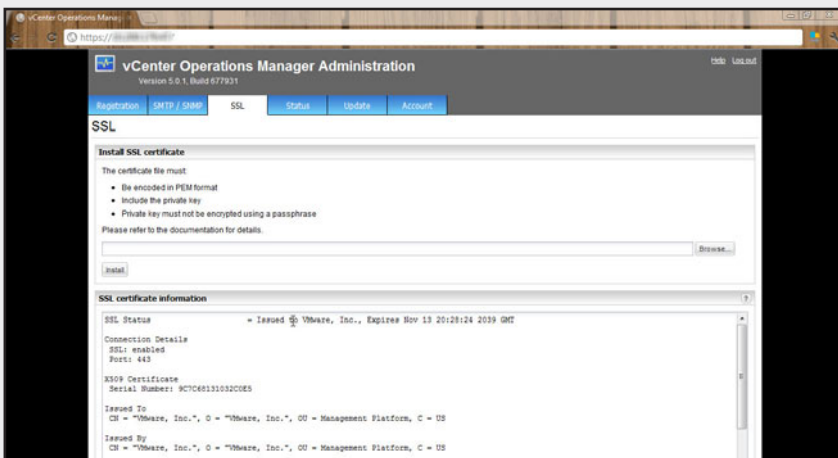 vCenter Operations Manag
https://
vCenter Operations Manager Administration
Help Log out
Version 5.0.1, Build 677931
Registration SMTP / SNMP SSL Status Update Account
SSL
Install SSL certificate
The certificate file must:
• Be encoded in PEM format
• Include the private key
• Private key must not be encrypted using a passphrase
Please refer to the documentation for details.
Browse...
Install
SSL certificate information
SSL Status = Issued to VMware, Inc., Expires Nov 13 20:28:24 2039 GMT
Connection Details
SSL: enabled
Port: 443
X509 Certificate
Serial Number: 9C7C68131032C0E5
Issued To
CN = "VMware, Inc.", O = "VMware, Inc.", OU = Management Platform, C = US
Issued By
CN = "VMware, Inc.", O = "VMware, Inc.", OU = Management Platform, C = US